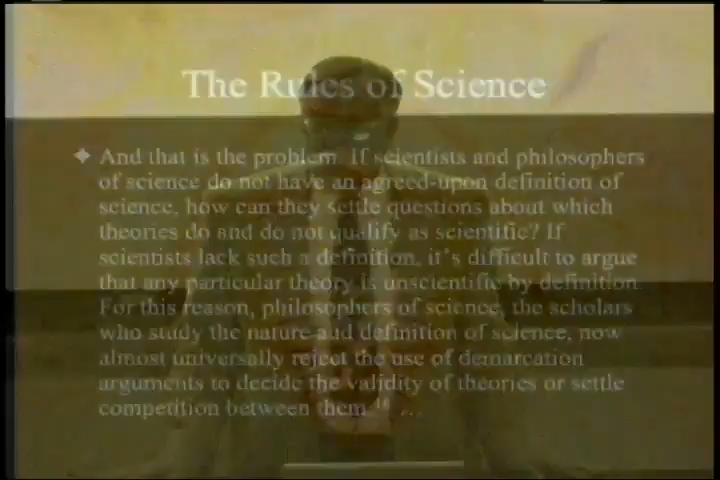 The Rules of Science
And that is the problem. If scientists and philosophers
of science do not have an agreed-upon definition of
science, how can they settle questions about which
theories do and do not qualify as scientific? If
scientists lack such a definition, it's difficult to argue
that any particular theory is unscientific by definition.
For this reason, philosophers of science, the scholars
who study the nature and definition of science, now
almost universally reject the use of demarcation
arguments to decide the validity of theories or settle
competition between them. …